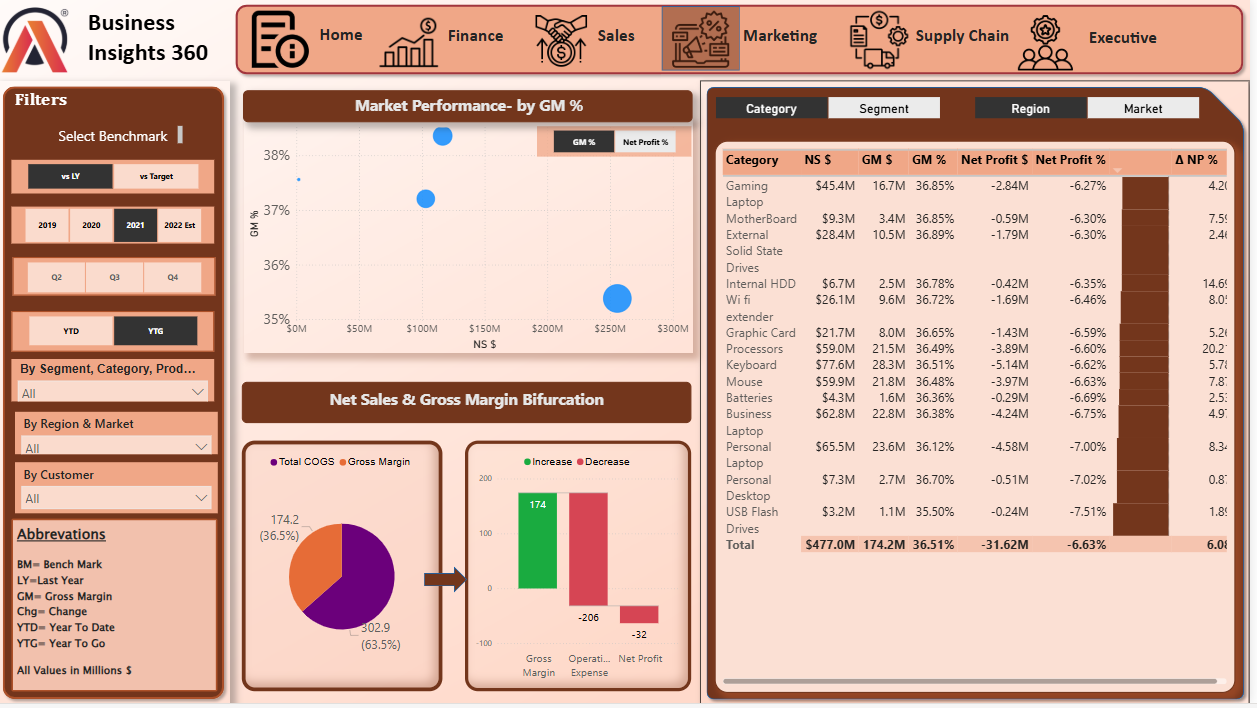 Business
Insights 360
®
Home
Finance
Sales
Marketing
Supply Chain
Executive
Filters
Select Benchmark
vs LY
vs Target
2019
2020
2021
2022 Est
Q2
Q3
Q4
YTD
YTG
By Segment, Category, Prod...
All
By Region & Market
All
By Customer
All
Abbrevations
BM= Bench Mark
LY=Last Year
GM= Gross Margin
Chg= Change
YTD= Year To Date
YTG= Year To Go
All Values in Millions $
Market Performance- by GM %
GM %
Net Profit %
38%
37%
36%
35%
GM %
$0M $50M $100M $150M $200M $250M $300M
NS $
Net Sales & Gross Margin Bifurcation
Total COGS Gross Margin
174.2
(36.5%)
302.9
(63.5%)
Increase Decrease
200
100
0
-100
174
-206
-32
Gross
Margin
Operati...
Expense
Net Profit
Category
Segment
Region
Market
Category NS $ GM $ GM % Net Profit $ Net Profit % Δ NP %
Gaming $45.4M 16.7M 36.85% -2.84M -6.27% 4.20
Laptop
MotherBoard $9.3M 3.4M 36.85% -0.59M -6.30% 7.59
External $28.4M 10.5M 36.89% -1.79M -6.30% 2.46
Solid State
Drives
Internal HDD $6.7M 2.5M 36.78% -0.42M -6.35% 14.69
Wi fi $26.1M 9.6M 36.72% -1.69M -6.46% 8.05
extender
Graphic Card $21.7M 8.0M 36.65% -1.43M -6.59% 5.26
Processors $59.0M 21.5M 36.49% -3.89M -6.60% 20.21
Keyboard $77.6M 28.3M 36.51% -5.14M -6.62% 5.78
Mouse $59.9M 21.8M 36.48% -3.97M -6.63% 7.87
Batteries $4.3M 1.6M 36.36% -0.29M -6.69% 2.53
Business $62.8M 22.8M 36.38% -4.24M -6.75% 4.97
Laptop
Personal $65.5M 23.6M 36.12% -4.58M -7.00% 8.34
Laptop
Personal $7.3M 2.7M 36.70% -0.51M -7.02% 0.87
Desktop
USB Flash $3.2M 1.1M 35.50% -0.24M -7.51% 1.89
Drives
Total $477.0M 174.2M 36.51% -31.62M -6.63% 6.08